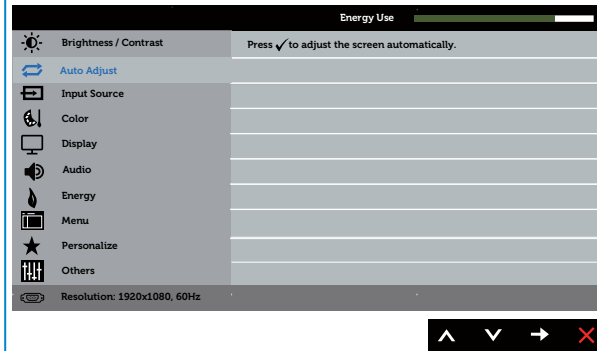 Energy Use
Brightness / Contrast
Press ✓ to adjust the screen automatically.
Auto Adjust
Input Source
Color
Display
Audio
Energy
Menu
Personalize
Others
Resolution: 1920x1080, 60Hz